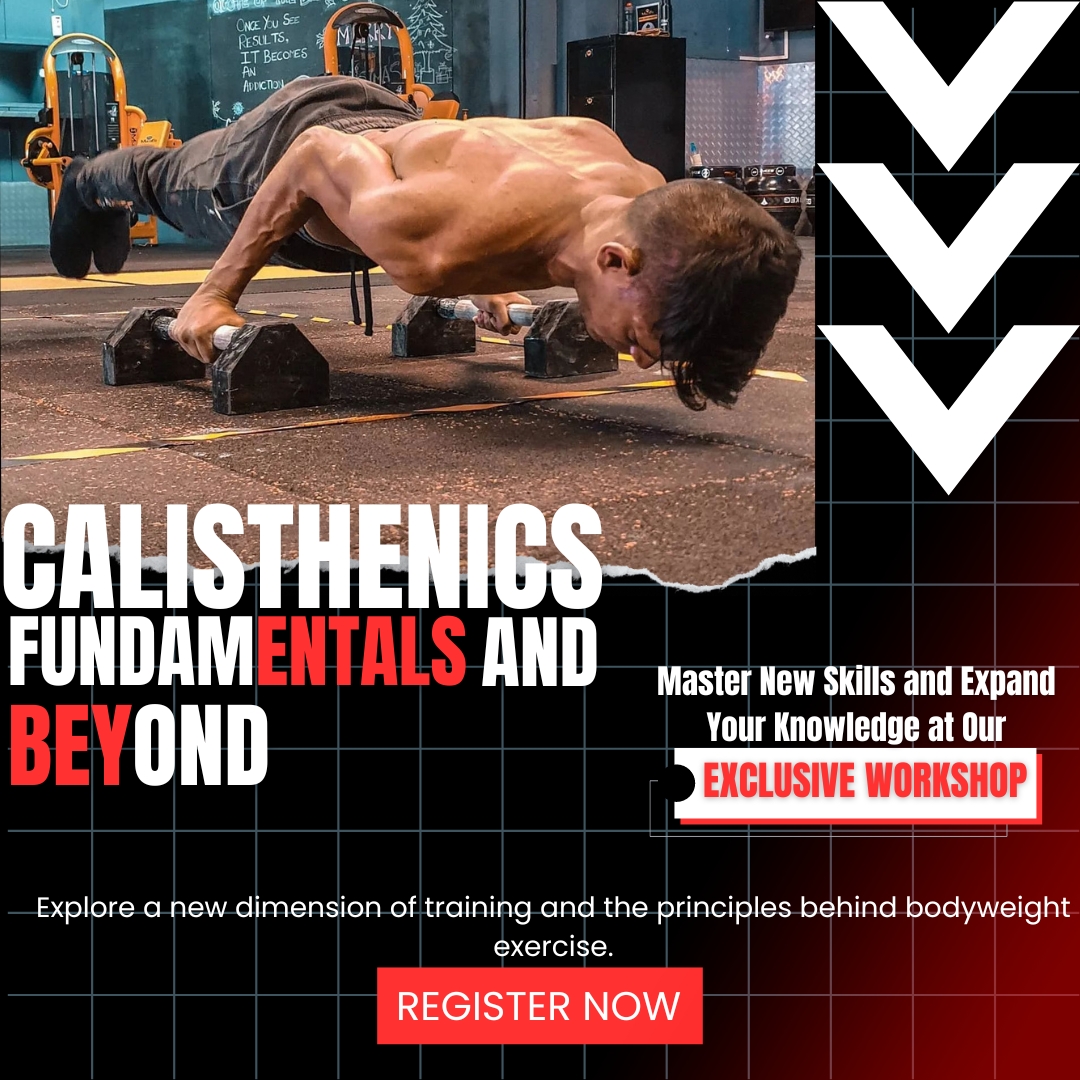 ONCE YOU SEE
RESULTS,
IT BECOMES
AN
ADDICTION
CALISTHENICS
FUNDAMENTALS AND
BEYOND
Master New Skills and Expand
Your Knowledge at Our
EXCLUSIVE WORKSHOP
Explore a new dimension of training and the principles behind bodyweight
exercise.
REGISTER NOW